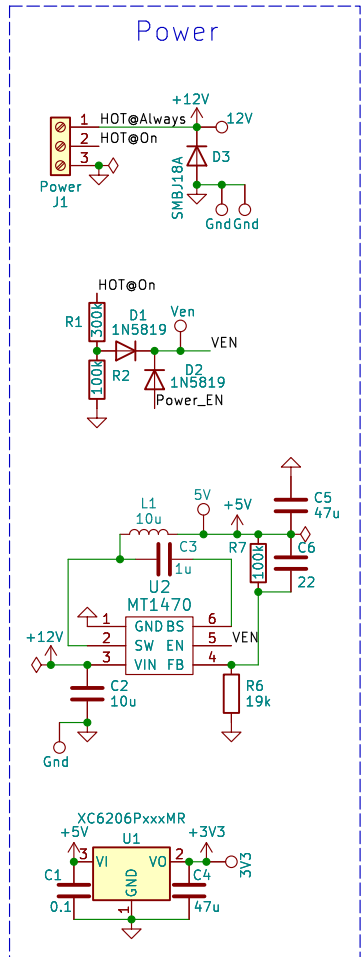 Power
+12V
1 HOT@Always 12V
2 HOT@On
3
D3
SMBJ18A
Power
J1
Gnd Gnd
HOT@On
R1 300k
D1
1N5819
Ven
VEN
100k R2
D2
1N5819
Power_EN
L1
10u
5V
+5V
C5
47u
C3
1u
R7 100k
C6
22
U2
MT1470
1 GND BS 6
2 SW EN 5 VEN
3 VIN FB 4
+12V
C2
10u
R6
19k
Gnd
XC6206PxxxMR
+5V
U1
+3V3
3 VI VO 2
3V3
GND
1
C1
0.1
C4
47u